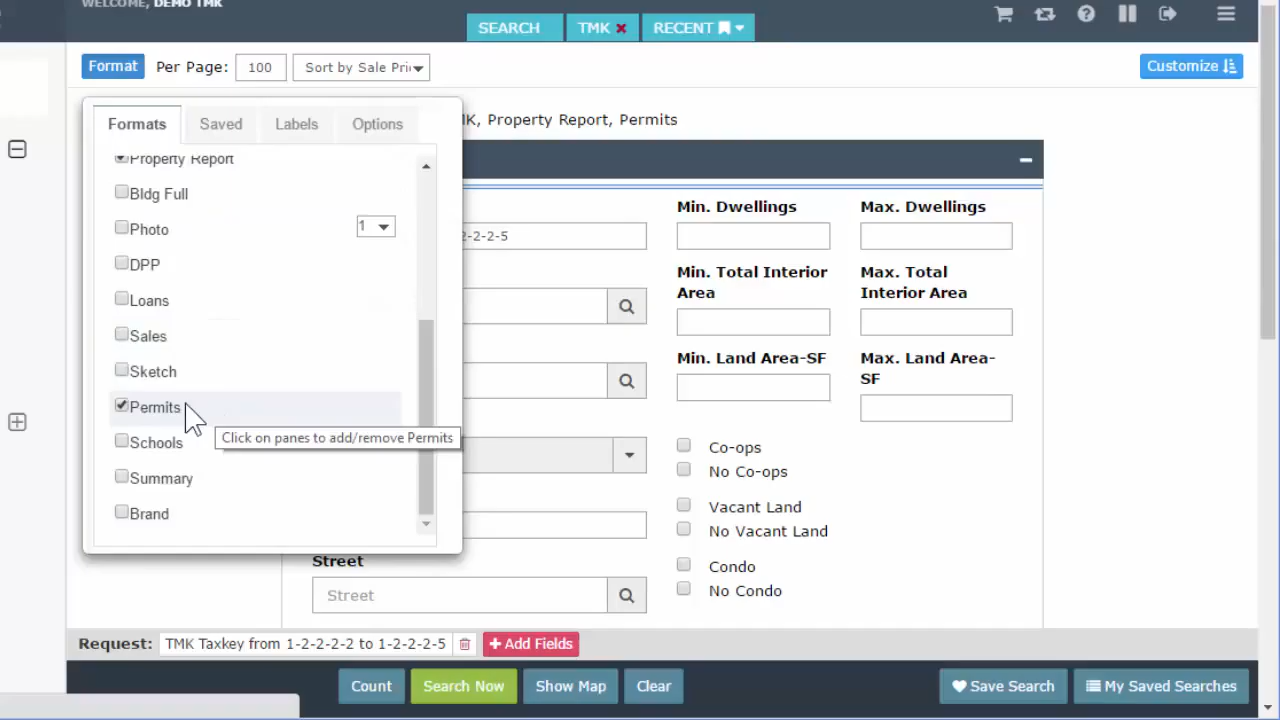 WELCOME, DEMO TMK
SEARCH
TMK
RECENT
Format
Per Page:
100
Sort by Sale Pri
Customize
Formats
Saved
Labels
Options
Property Report
Bldg Full
Photo
1
DPP
Loans
Sales
Sketch
Permits
Click on panes to add/remove Permits
Schools
Summary
Brand
K, Property Report, Permits
2-2-2-5
Min. Dwellings
Max. Dwellings
Min. Total Interior
Area
Max. Total
Interior Area
Min. Land Area-SF
Max. Land Area-
SF
Co-ops
No Co-ops
Vacant Land
No Vacant Land
Condo
No Condo
Street
Street
Request:
TMK Taxkey from 1-2-2-2-2 to 1-2-2-2-5
+ Add Fields
Count
Search Now
Show Map
Clear
Save Search
My Saved Searches